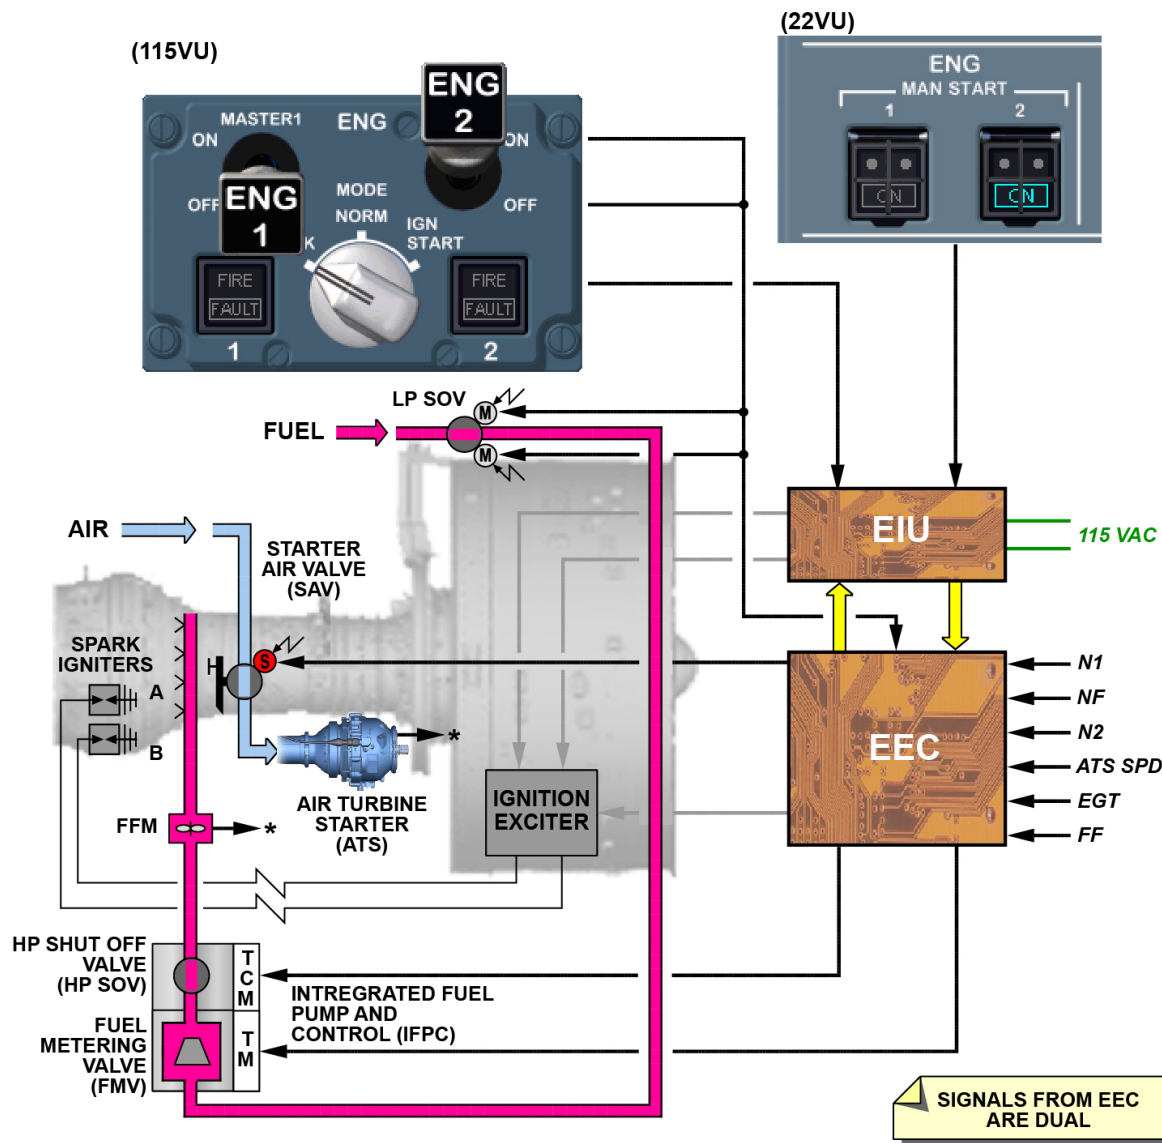 (115VU)
(22VU)
ENG
2
MASTER1
ENG
ON
ON
OFF
OFF
ENG
1
MODE
NORM
IGN
START
K
FIRE
FAULT
FIRE
FAULT
1
2
ENG
MAN START
1
2
ON
ON
LP SOV
M
FUEL
M
AIR
STARTER
AIR VALVE
(SAV)
EIU
115 VAC
SPARK
IGNITERS
A
B
S
*
AIR TURBINE
STARTER
(ATS)
IGNITION
EXCITER
EEC
N1
NF
N2
ATS SPD
EGT
FF
FFM
*
HP SHUT OFF
VALVE
(HP SOV)
TCM
INTREGRATED FUEL
PUMP AND
CONTROL (IFPC)
FUEL
METERING
VALVE
(FMV)
TM
SIGNALS FROM EEC
ARE DUAL